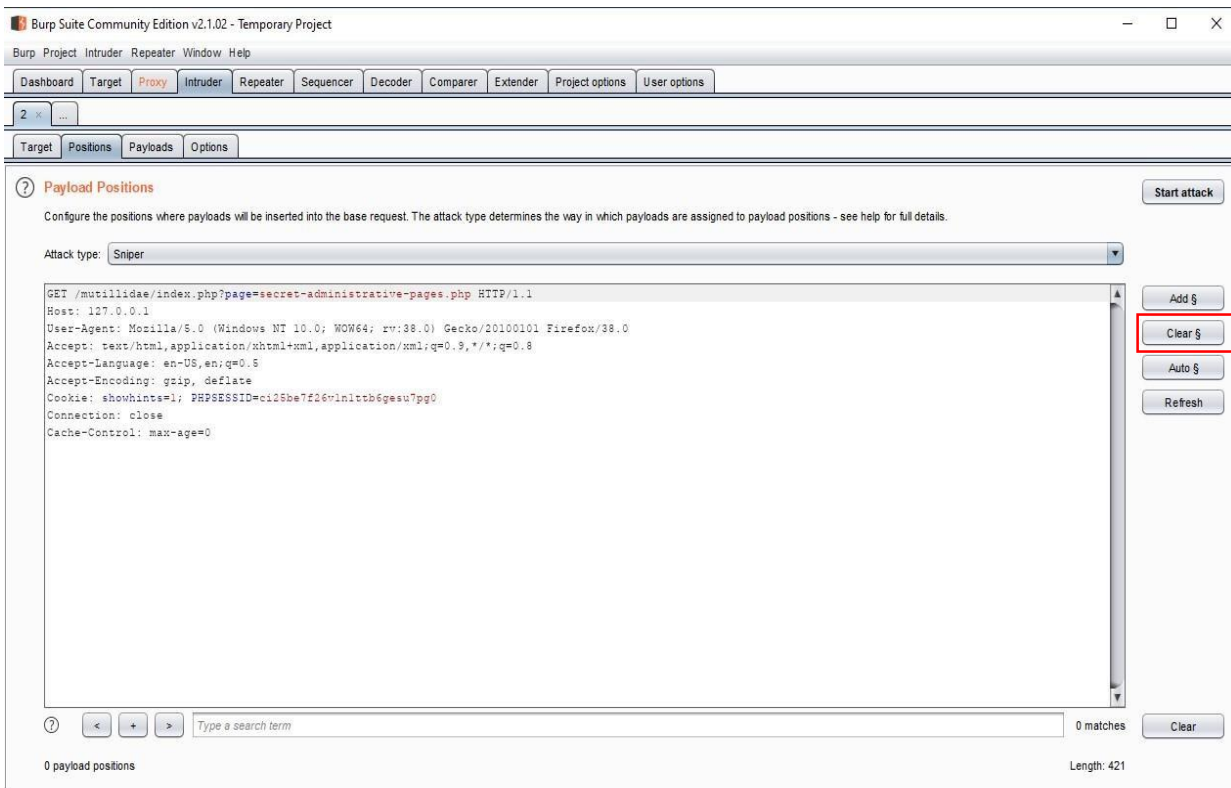 Burp Suite Community Edition v2.1.02 - Temporary Project
Burp Project Intruder Repeater Window Help
Dashboard Target Proxy Intruder Repeater Sequencer Decoder Comparer Extender Project options User options
2 × ...
Target Positions Payloads Options
? Payload Positions
Start attack
Configure the positions where payloads will be inserted into the base request. The attack type determines the way in which payloads are assigned to payload positions - see help for full details.
Attack type: Sniper
GET /mutillidae/index.php?page=secret-administrative-pages.php HTTP/1.1
Host: 127.0.0.1
User-Agent: Mozilla/5.0 (Windows NT 10.0; WOW64; rv:38.0) Gecko/20100101 Firefox/38.0
Accept: text/html,application/xhtml+xml,application/xml;q=0.9,*/*;q=0.8
Accept-Language: en-US,en;q=0.5
Accept-Encoding: gzip, deflate
Cookie: showhints=1; PHPSESSID=ci25be7f26v1n1ttb6gesu7pg0
Connection: close
Cache-Control: max-age=0
Add §
Clear §
Auto §
Refresh
? < + > Type a search term 0 matches Clear
0 payload positions Length: 421